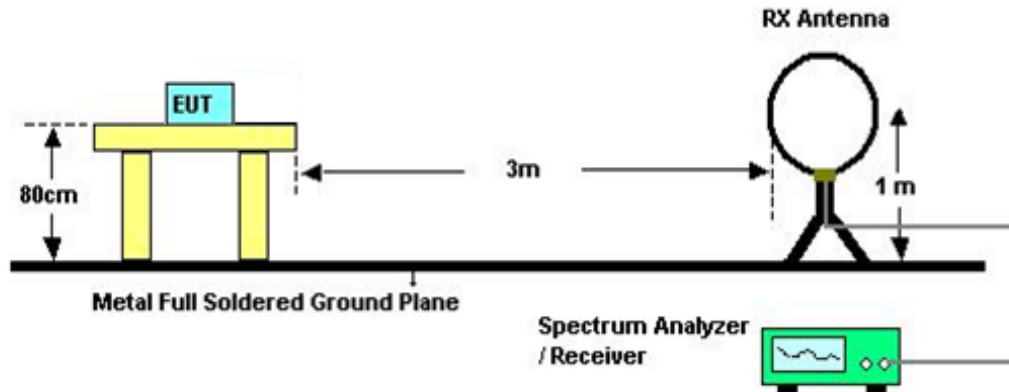 RX Antenna
EUT
3m
80cm
1 m
Metal Full Soldered Ground Plane
Spectrum Analyzer
/ Receiver